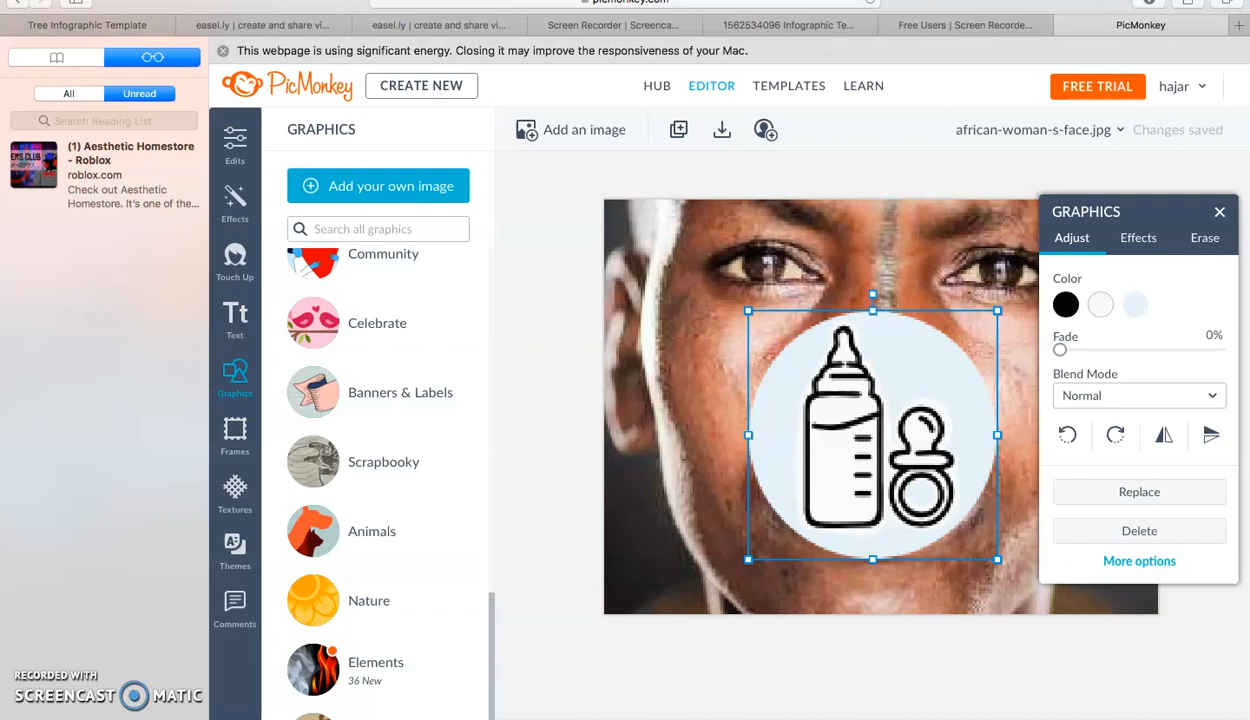 picmonkey.com
Tree Infographic Template
easel.ly | create and share vi...
easel.ly | create and share vi...
Screen Recorder | Screenca...
1562534096 Infographic Te...
Free Users | Screen Recorde...
PicMonkey
This webpage is using significant energy. Closing it may improve the responsiveness of your Mac.
All
Unread
Search Reading List
(1) Aesthetic Homestore
- Roblox
roblox.com
Check out Aesthetic
Homestore. It's one of the...
PicMonkey
CREATE NEW
HUB
EDITOR
TEMPLATES
LEARN
FREE TRIAL
hajar
Edits
Effects
Touch Up
Tt
Text
Graphics
Frames
Textures
Themes
Comments
GRAPHICS
Add your own image
Search all graphics
Community
Celebrate
Banners & Labels
Scrapbooky
Animals
Nature
Elements
36 New
Add an image
african-woman-s-face.jpg
Changes saved
GRAPHICS
Adjust
Effects
Erase
Color
Fade
0%
Blend Mode
Normal
Replace
Delete
More options
RECORDED WITH
SCREENCAST MATIC